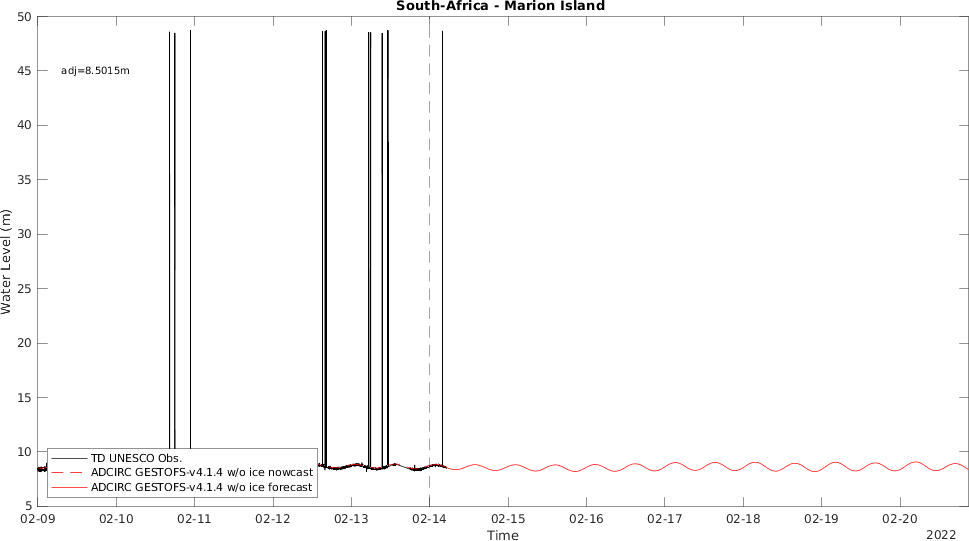 South-Africa - Marion Island
50
45
40
35
30
25
20
15
10
5
Water Level (m)
adj=8.5015m
TD UNESCO Obs.
ADCIRC GESTOFS-v4.1.4 w/o ice nowcast
ADCIRC GESTOFS-v4.1.4 w/o ice forecast
02-09 02-10 02-11 02-12 02-13 02-14 02-15 02-16 02-17 02-18 02-19 02-20
Time
2022